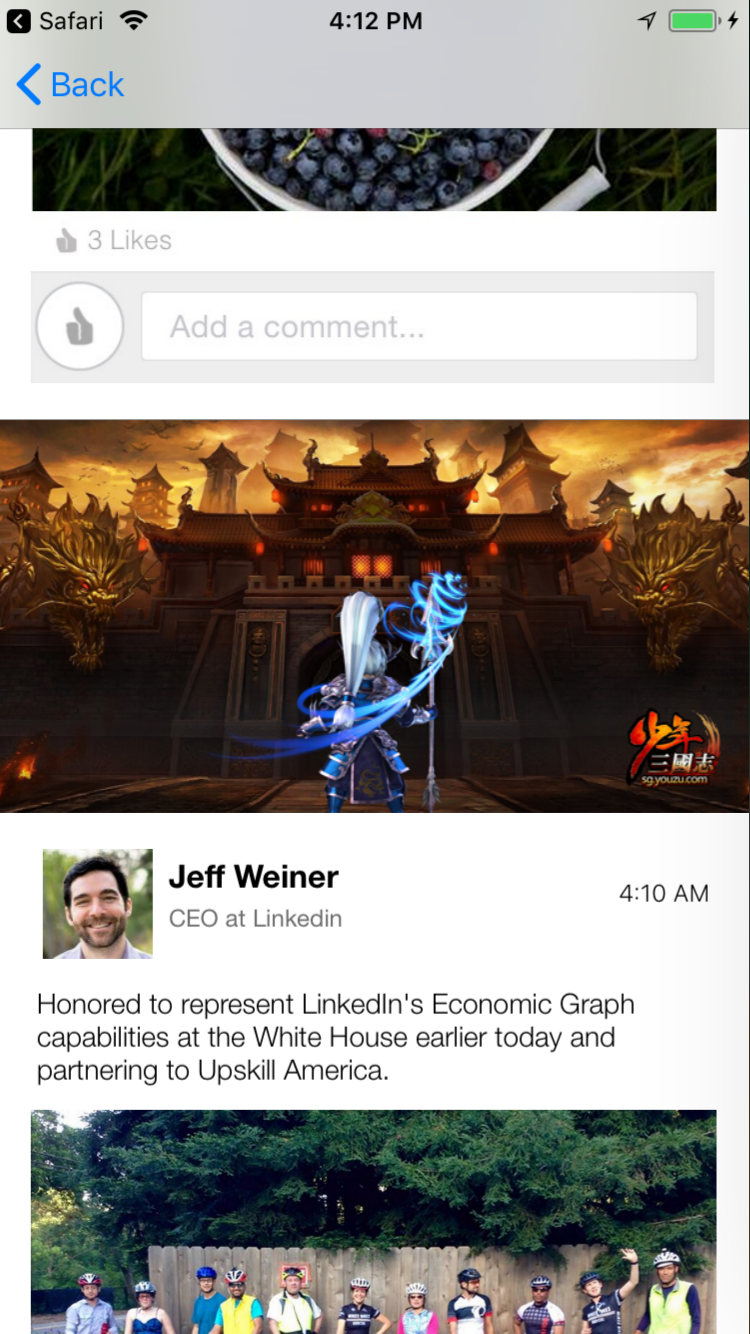 Safari
4:12 PM
Back
3 Likes
Add a comment...
少年
三國志
sg.youzu.com
Jeff Weiner
4:10 AM
CEO at Linkedin
Honored to represent LinkedIn's Economic Graph
capabilities at the White House earlier today and
partnering to Upskill America.